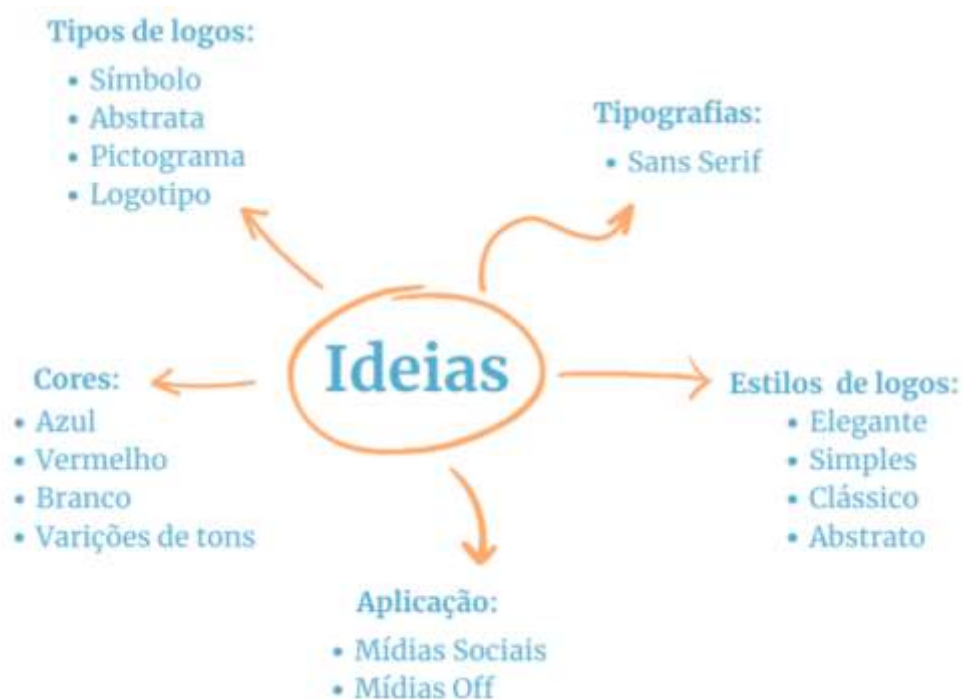 Tipos de logos:
• Símbolo
• Abstrata
• Pictograma
• Logotipo
Tipografias:
• Sans Serif
Ideias
Cores:
• Azul
• Vermelho
• Branco
• Varições de tons
Estilos de logos:
• Elegante
• Simples
• Clássico
• Abstrato
Aplicação:
• Mídias Sociais
• Mídias Off